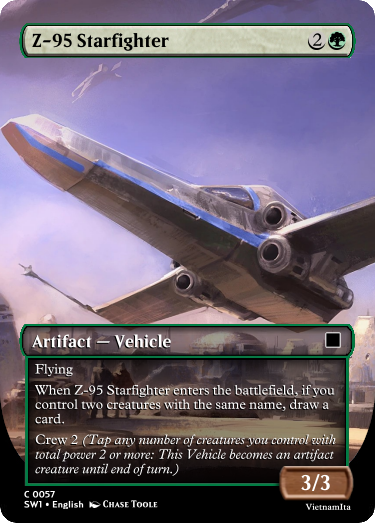 Z-95 Starfighter 2
Artifact — Vehicle
Flying
When Z-95 Starfighter enters the battlefield, if you
control two creatures with the same name, draw a
card.
Crew 2 (Tap any number of creatures you control with
total power 2 or more: This Vehicle becomes an artifact
creature until end of turn.)
3/3
C 0057
SW1 • English Chase Toole
VietnamIta